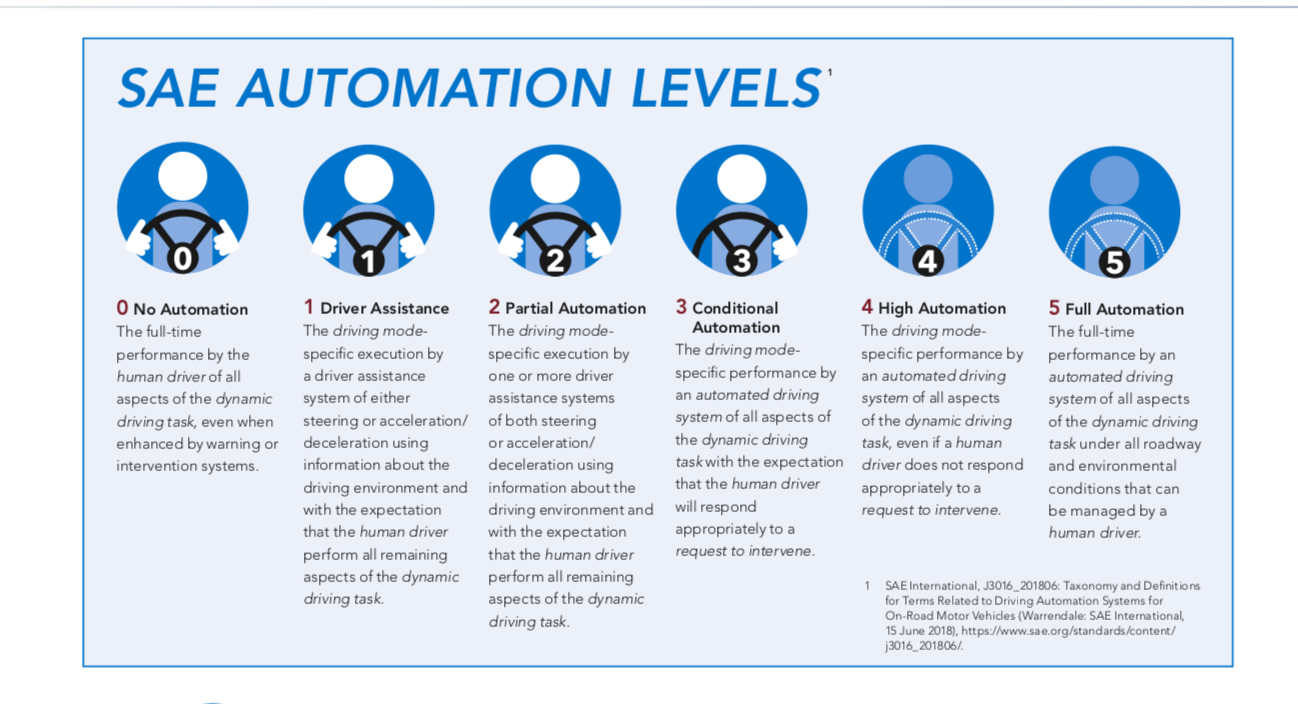 SAE AUTOMATION LEVELS¹
0
1
2
3
4
5
0 No Automation
The full-time
performance by the
human driver of all
aspects of the dynamic
driving task, even when
enhanced by warning or
intervention systems.
1 Driver Assistance
The driving mode-
specific execution by
a driver assistance
system of either
steering or acceleration/
deceleration using
information about the
driving environment and
with the expectation
that the human driver
perform all remaining
aspects of the dynamic
driving task.
2 Partial Automation
The driving mode-
specific execution by
one or more driver
assistance systems
of both steering
or acceleration/
deceleration using
information about the
driving environment and
with the expectation
that the human driver
perform all remaining
aspects of the dynamic
driving task.
3 Conditional
Automation
The driving mode-
specific performance by
an automated driving
system of all aspects of
the dynamic driving
task with the expectation
that the human driver
will respond
appropriately to a
request to intervene.
4 High Automation
The driving mode-
specific performance by
an automated driving
system of all aspects
of the dynamic driving
task, even if a human
driver does not respond
appropriately to a
request to intervene.
5 Full Automation
The full-time
performance by an
automated driving
system of all aspects
of the dynamic driving
task under all roadway
and environmental
conditions that can
be managed by a
human driver.
1 SAE International, J3016_201806: Taxonomy and Definitions
for Terms Related to Driving Automation Systems for
On-Road Motor Vehicles (Warrendale: SAE International,
15 June 2018), https://www.sae.org/standards/content/
j3016_201806/.